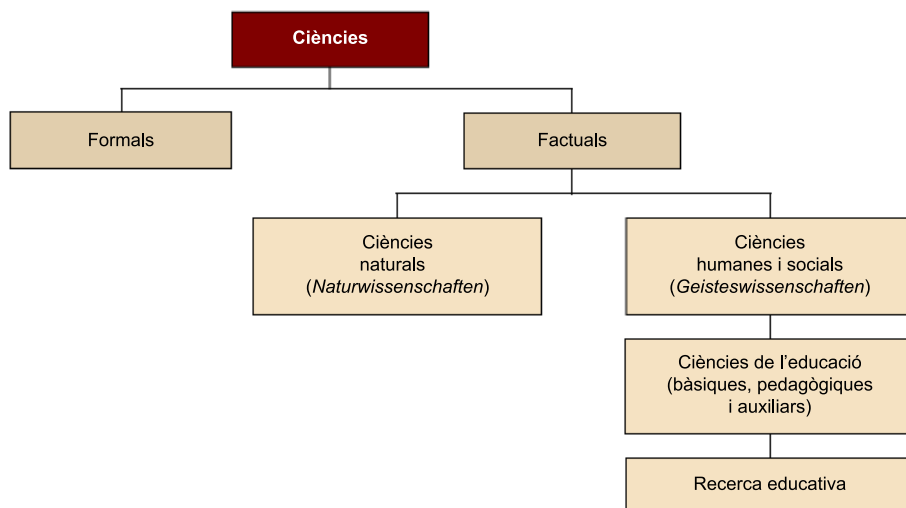 Ciències
Formals
Factuals
Ciències
naturals
(Naturwissenschaften)
Ciències
humanes i socials
(Geisteswissenschaften)
Ciències de l’educació
(bàsiques, pedagògiques
i auxiliars)
Recerca educativa